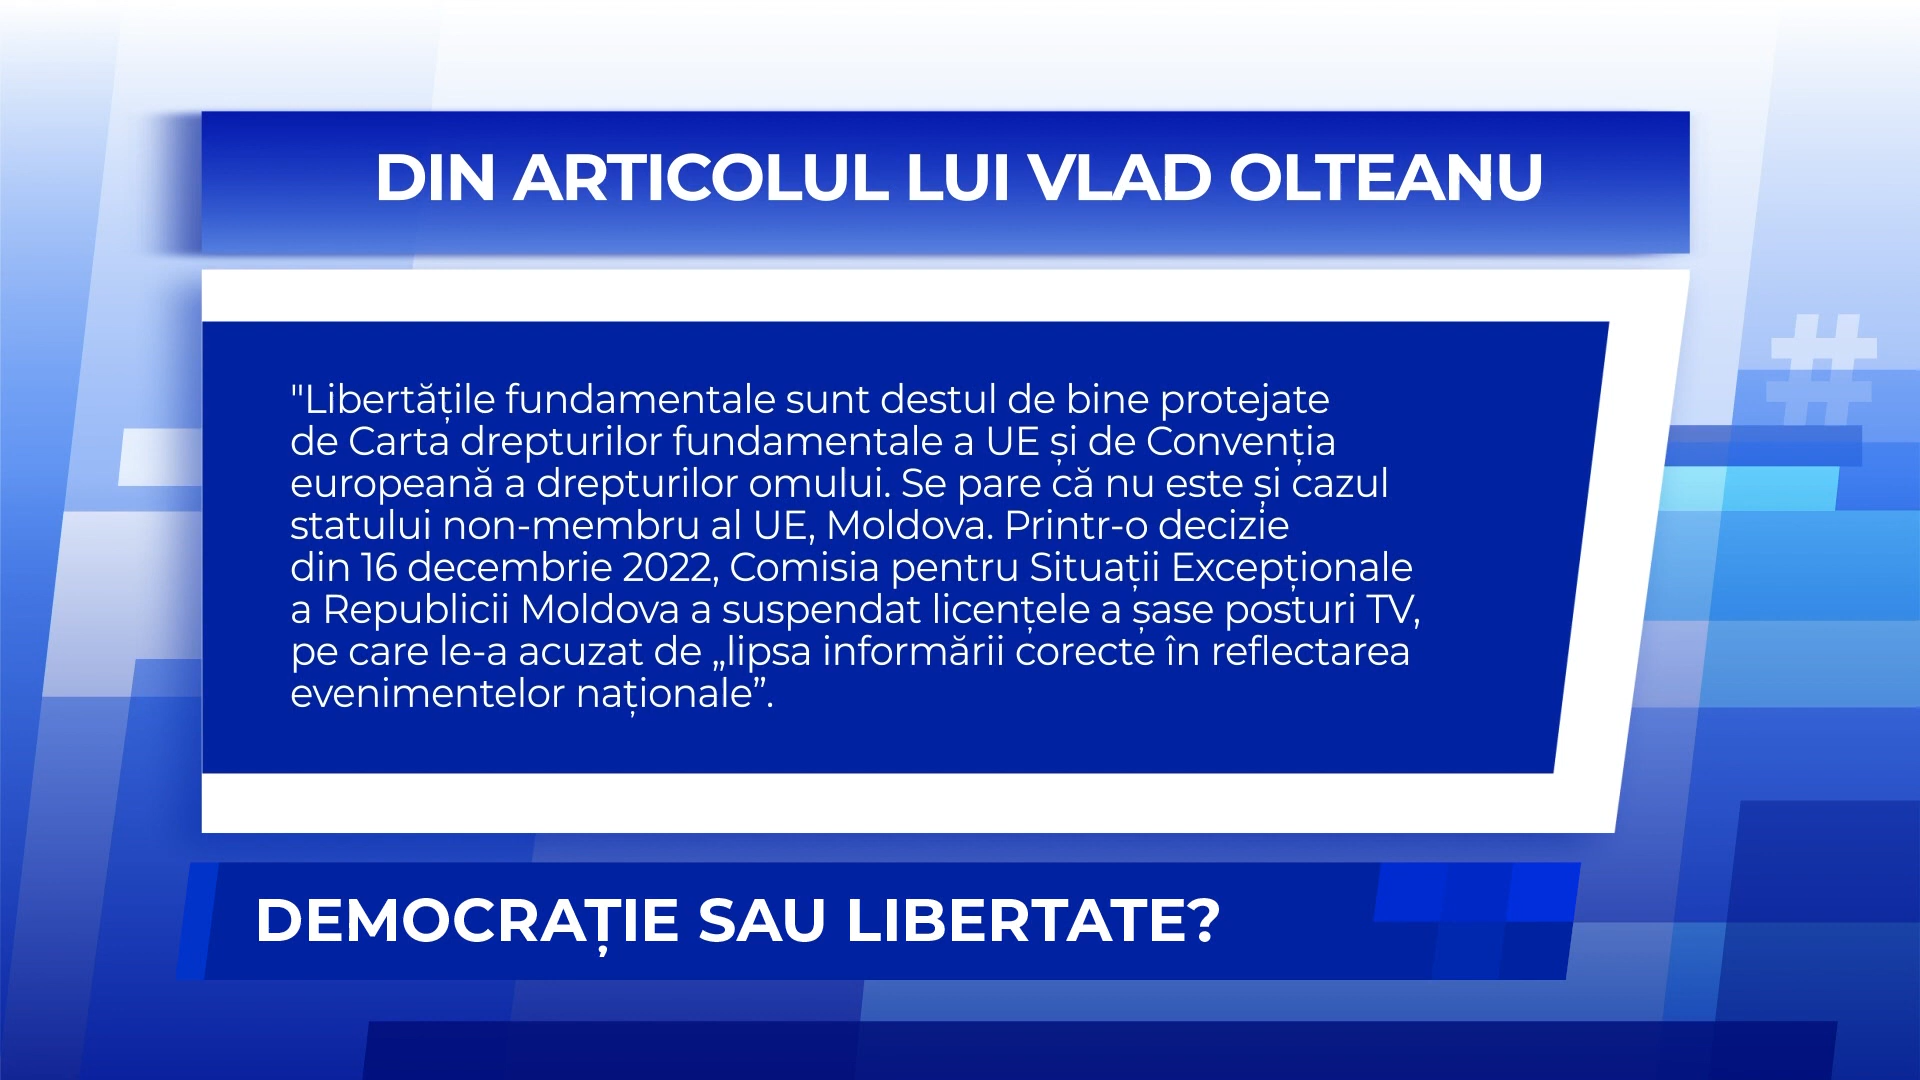 DIN ARTICOLUL LUI VLAD OLTEANU
"Libertățile fundamentale sunt destul de bine protejate
de Carta drepturilor fundamentale a UE și de Convenția
europeană a drepturilor omului. Se pare că nu este și cazul
statului non-membru al UE, Moldova. Printr-o decizie
din 16 decembrie 2022, Comisia pentru Situații Excepționale
a Republicii Moldova a suspendat licențele a șase posturi TV,
pe care le-a acuzat de „lipsa informării corecte în reflectarea
evenimentelor naționale”.
#
DEMOCRAȚIE SAU LIBERTATE?